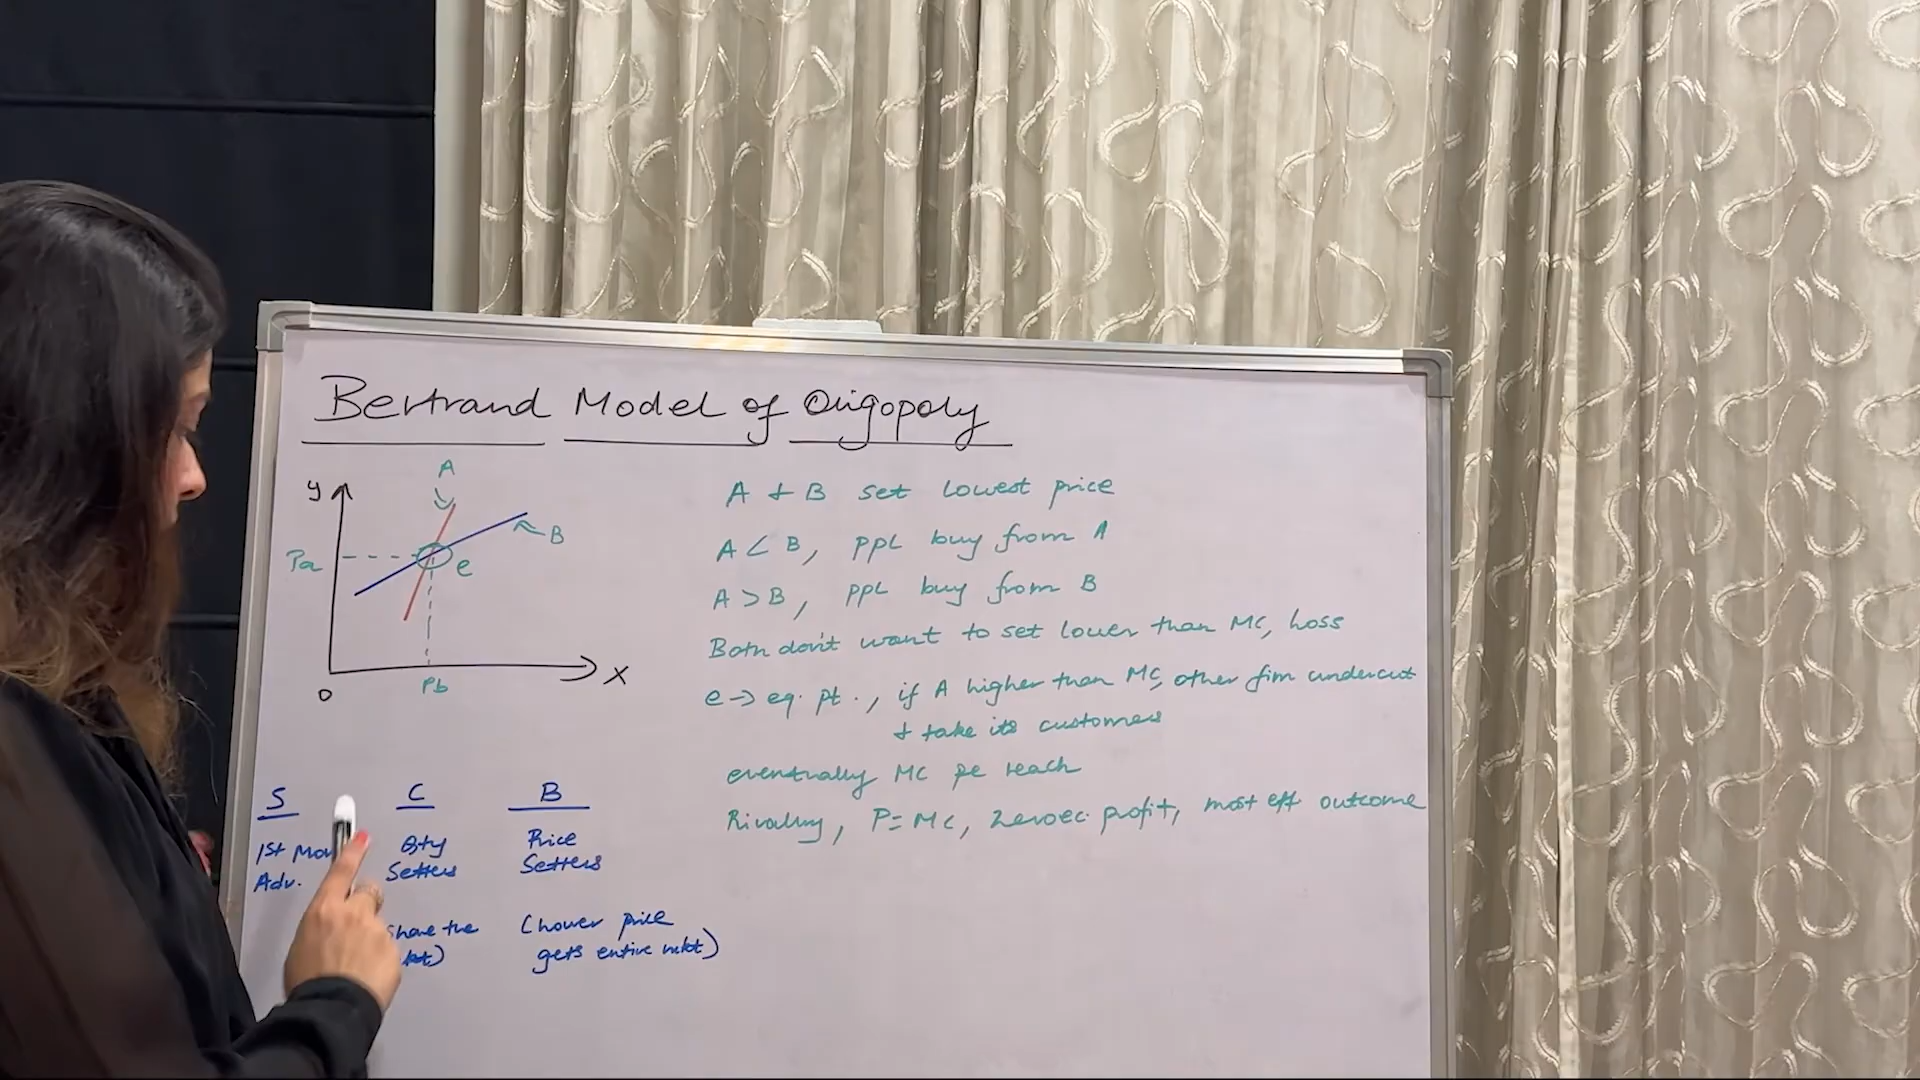 Bertrand Model of Oligopoly
A
y
B
Pa
e
Pb
X
0
A + B set lowest price
A < B, ppl buy from A
A > B, ppl buy from B
Both don't want to set lower than MC, Loss
e → eq. pt., if A higher than MC, other firm undercut
+ take its customers
eventually MC pe reach
Rivalry, P = MC, Zero ec. profit, most eff outcome
S C B
1st Qty Price
Adv. Setters Setters
share the (Lower price
gets entire mkt)